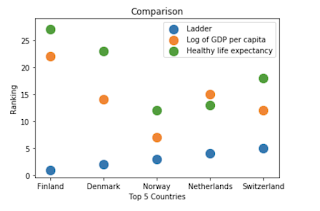 Comparison
Ladder
Log of GDP per capita
Healthy life expectancy
25
20
15
10
5
0
Ranking
Finland Denmark Norway Netherlands Switzerland
Top 5 Countries